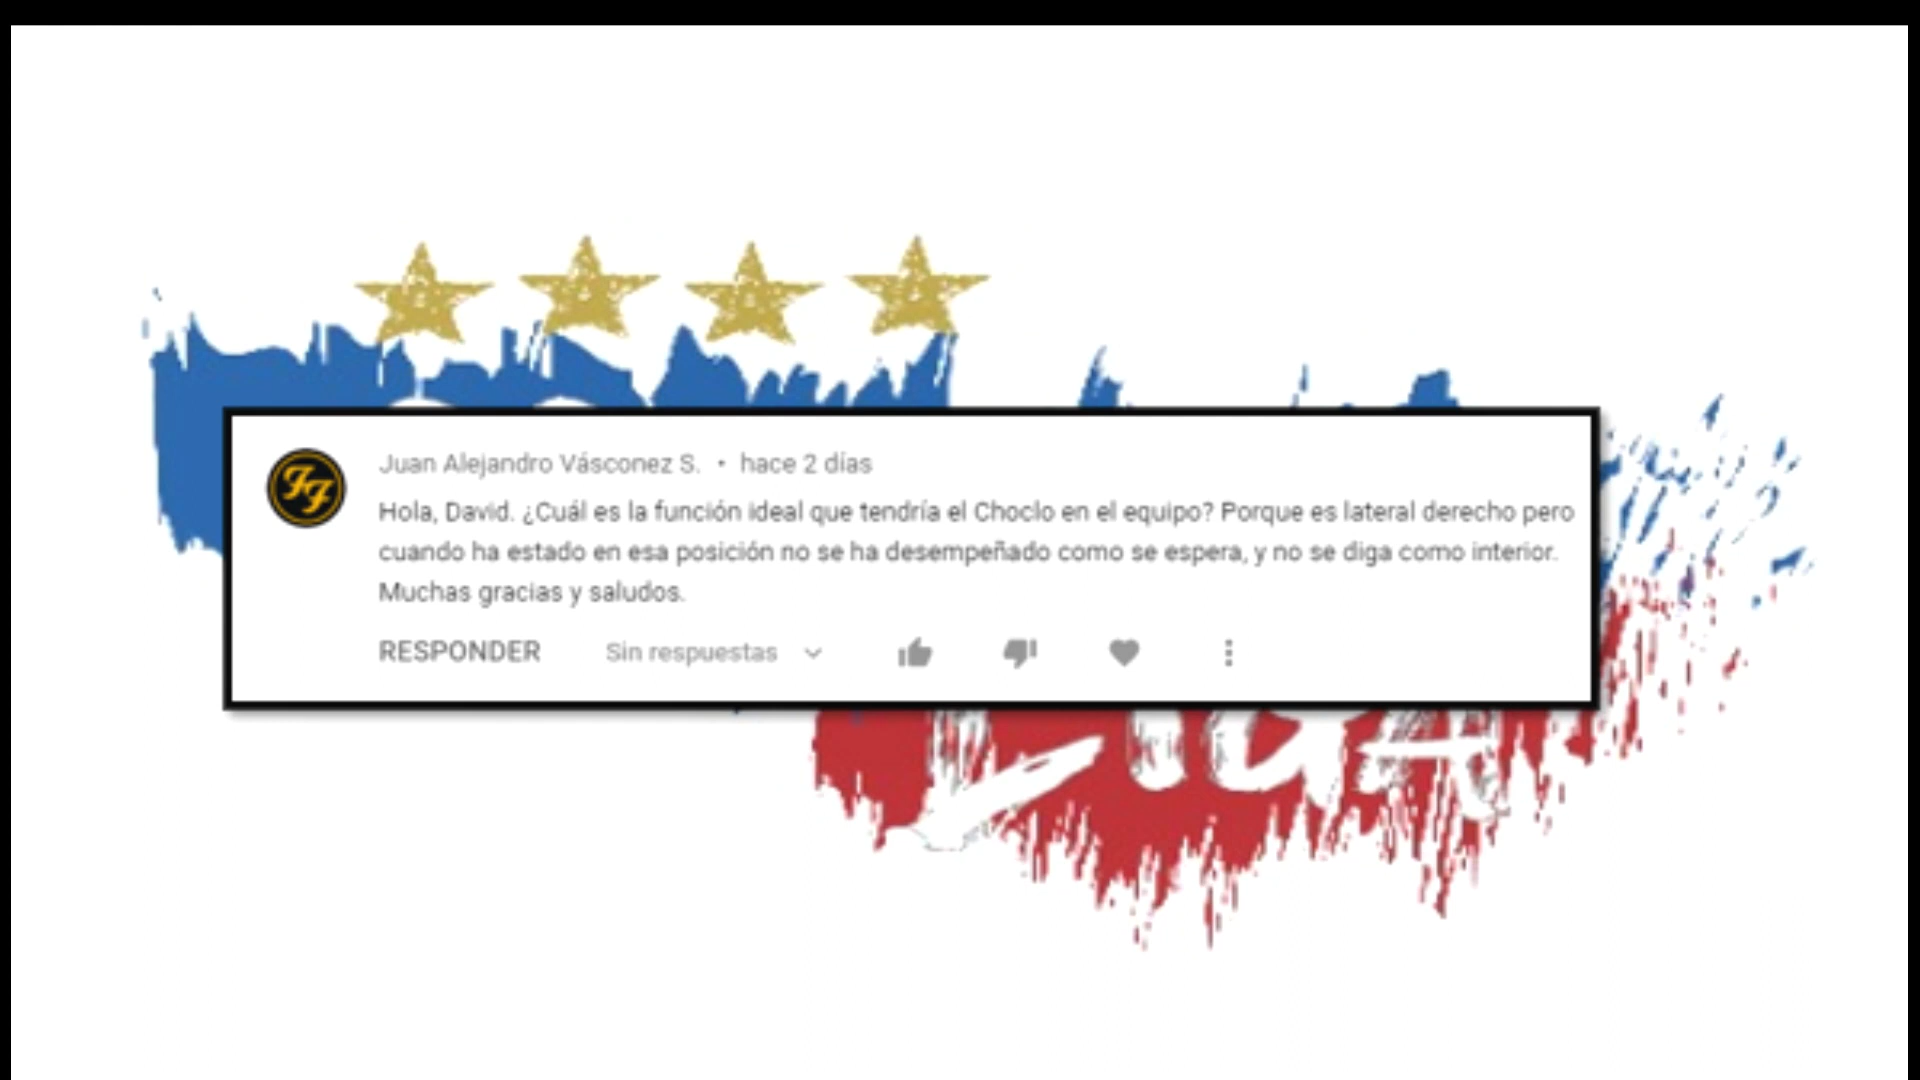 Juan Alejandro Vásconez S. • hace 2 días
Hola, David. ¿Cuál es la función ideal que tendría el Choclo en el equipo? Porque es lateral derecho pero
cuando ha estado en esa posición no se ha desempeñado como se espera, y no se diga como interior.
Muchas gracias y saludos.
RESPONDER Sin respuestas